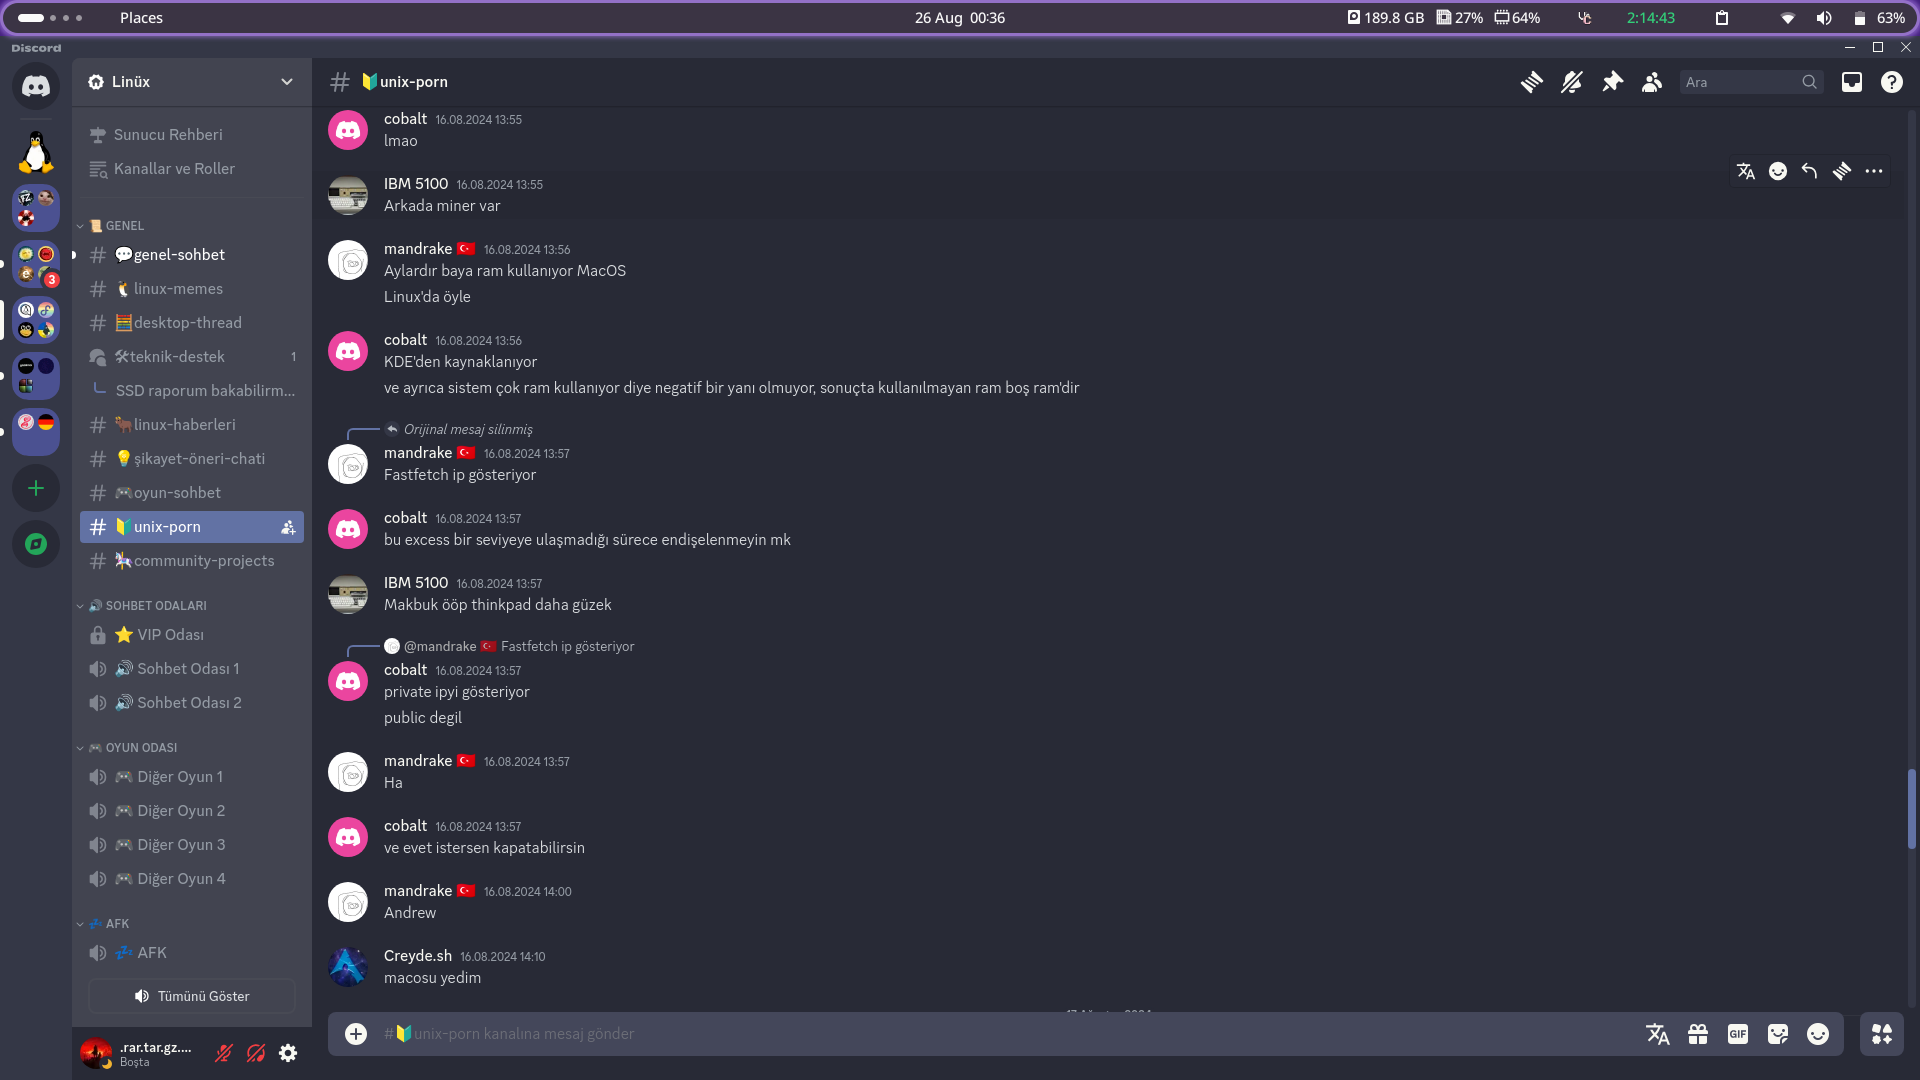 Places
26 Aug 00:36
189.8 GB
27%
64%
2:14:43
63%
Discord
Linüx
🔰unix-porn
Ara
Sunucu Rehberi
Kanallar ve Roller
GENEL
💬genel-sohbet
linux-memes
🧮desktop-thread
🛠teknik-destek
1
SSD raporum bakabilirm...
🐂linux-haberleri
💡şikayet-öneri-chati
🎮oyun-sohbet
🔰unix-porn
🎠community-projects
🔊 SOHBET ODALARI
⭐ VIP Odası
🔊 Sohbet Odası 1
🔊 Sohbet Odası 2
🎮 OYUN ODASI
🎮 Diğer Oyun 1
🎮 Diğer Oyun 2
🎮 Diğer Oyun 3
🎮 Diğer Oyun 4
💤 AFK
💤 AFK
Tümünü Göster
.rar.tar.gz....
Boşta
3
cobalt 16.08.2024 13:55
lmao
IBM 5100 16.08.2024 13:55
Arkada miner var
mandrake 🇹🇷 16.08.2024 13:56
Aylardır baya ram kullanıyor MacOS
Linux'da öyle
cobalt 16.08.2024 13:56
KDE'den kaynaklanıyor
ve ayrıca sistem çok ram kullanıyor diye negatif bir yanı olmuyor, sonuçta kullanılmayan ram boş ram'dir
Orijinal mesaj silinmiş
mandrake 🇹🇷 16.08.2024 13:57
Fastfetch ip gösteriyor
cobalt 16.08.2024 13:57
bu excess bir seviyeye ulaşmadığı sürece endişelenmeyin mk
IBM 5100 16.08.2024 13:57
Makbuk ööp thinkpad daha güzek
@mandrake 🇹🇷 Fastfetch ip gösteriyor
cobalt 16.08.2024 13:57
private ipyi gösteriyor
public degil
mandrake 🇹🇷 16.08.2024 13:57
Ha
cobalt 16.08.2024 13:57
ve evet istersen kapatabilirsin
mandrake 🇹🇷 16.08.2024 14:00
Andrew
Creyde.sh 16.08.2024 14:10
macosu yedim
#🔰unix-porn kanalına mesaj gönder
GIF